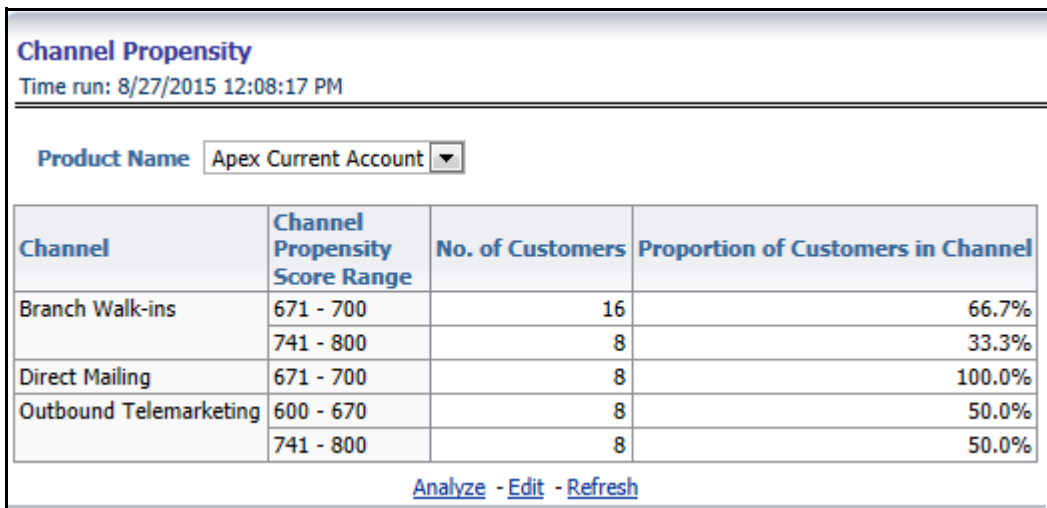 Channel Propensity
Time run: 8/27/2015 12:08:17 PM
Product Name Apex Current Account
Channel Channel Propensity Score Range No. of Customers Proportion of Customers in Channel
Branch Walk-ins 671 - 700 16 66.7%
741 - 800 8 33.3%
Direct Mailing 671 - 700 8 100.0%
Outbound Telemarketing 600 - 670 8 50.0%
741 - 800 8 50.0%
Analyze - Edit - Refresh